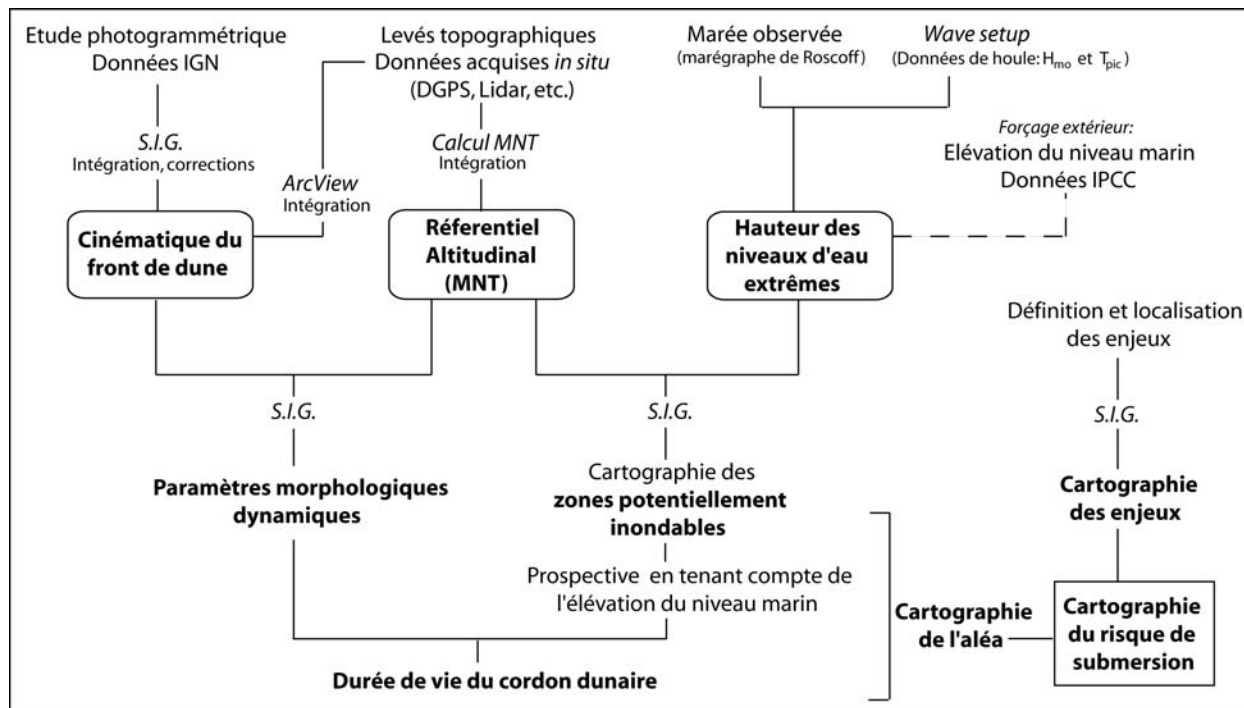 Etude photogrammétrique
Données IGN
S.I.G.
Intégration, corrections
Cinématique du
front de dune
ArcView
Intégration
Levés topographiques
Données acquises in situ
(DGPS, Lidar, etc.)
Calcul MNT
Intégration
Réferentiel
Altitudinal
(MNT)
Marée observée
(marégraphe de Roscoff)
Wave setup
(Données de houle: Hmo et Tpic)
Forçage extérieur:
Elévation du niveau marin
Données IPCC
Hauteur des
niveaux d'eau
extrêmes
S.I.G.
Paramètres morphologiques
dynamiques
S.I.G.
Cartographie des
zones potentiellement
inondables
Prospective en tenant compte de
l'élévation du niveau marin
Durée de vie du cordon dunaire
Cartographie
de l'aléa
Définition et localisation
des enjeux
S.I.G.
Cartographie
des enjeux
Cartographie
du risque de
submersion